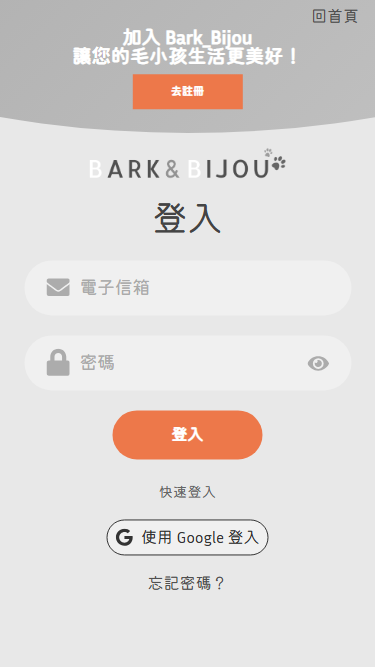 回首頁
加入 Bark_Bijou
讓您的毛小孩生活更美好！
去註冊
BARK & BIJOU
登入
電子信箱
密碼
登入
快速登入
使用 Google 登入
忘記密碼？